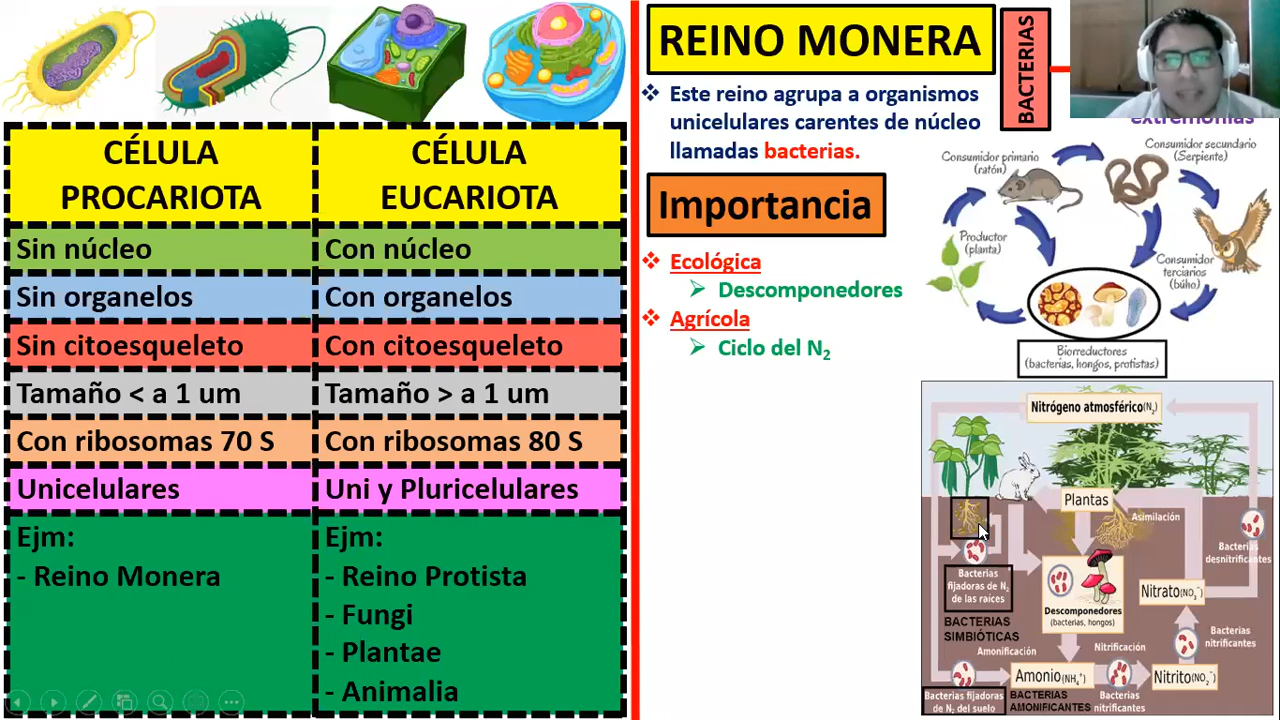 CÉLULA
PROCARIOTA
CÉLULA
EUCARIOTA
Sin núcleo
Con núcleo
Sin organelos
Con organelos
Sin citoesqueleto
Con citoesqueleto
Tamaño < a 1 um
Tamaño > a 1 um
Con ribosomas 70 S
Con ribosomas 80 S
Unicelulares
Uni y Pluricelulares
Ejm:
- Reino Monera
Ejm:
- Reino Protista
- Fungi
- Plantae
- Animalia
REINO MONERA
BACTERIAS
❖ Este reino agrupa a organismos
unicelulares carentes de núcleo
llamadas bacterias.
Importancia
❖ Ecológica
➢ Descomponedores
❖ Agrícola
➢ Ciclo del N₂
Consumidor primario
(ratón)
Consumidor secundario
(Serpiente)
Productor
(planta)
Consumidor
terciarios
(búho)
Biorreductores
(bacterias, hongos, protistas)
Nitrógeno atmosférico(N₂)
Plantas
Asimilación
Bacterias
fijadoras de N₂
de las raíces
BACTERIAS
SIMBIÓTICAS
Descomponedores
(bacterias, hongos)
Bacterias
desnitrificantes
Nitrato(NO₃⁻)
Bacterias
nitrificantes
Amonificación
Nitrificación
Amonio(NH₄⁺)
Nitrito(NO₂⁻)
Bacterias fijadoras
de N₂ del suelo
BACTERIAS
AMONIFICANTES
Bacterias
nitrificantes